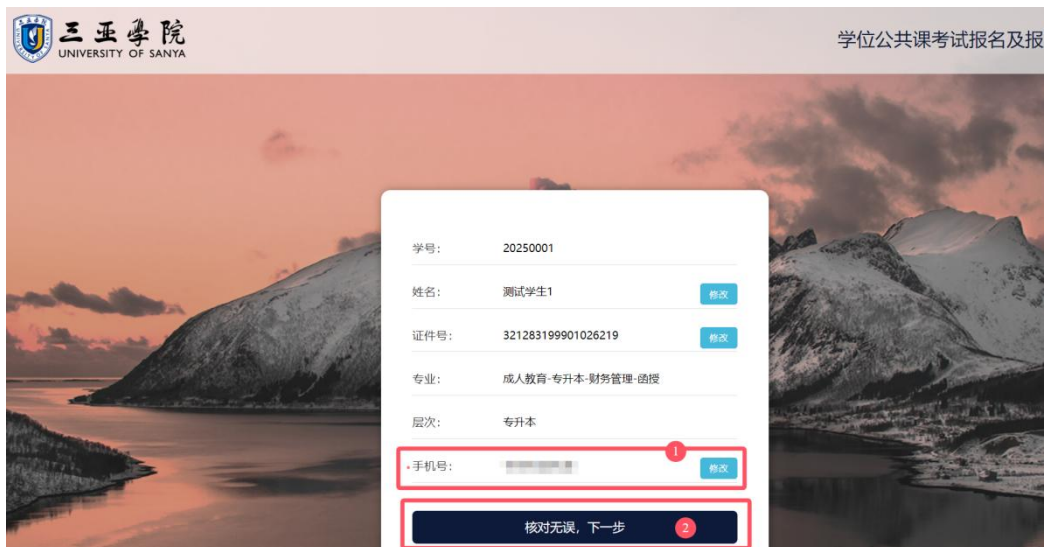 三亞學院
UNIVERSITY OF SANYA
学位公共课考试报名及报
学号： 20250001
姓名： 测试学生1 修改
证件号： 321283199901026219 修改
专业： 成人教育-专升本-财务管理-函授
层次： 专升本
1
*手机号： 修改
核对无误，下一步 2